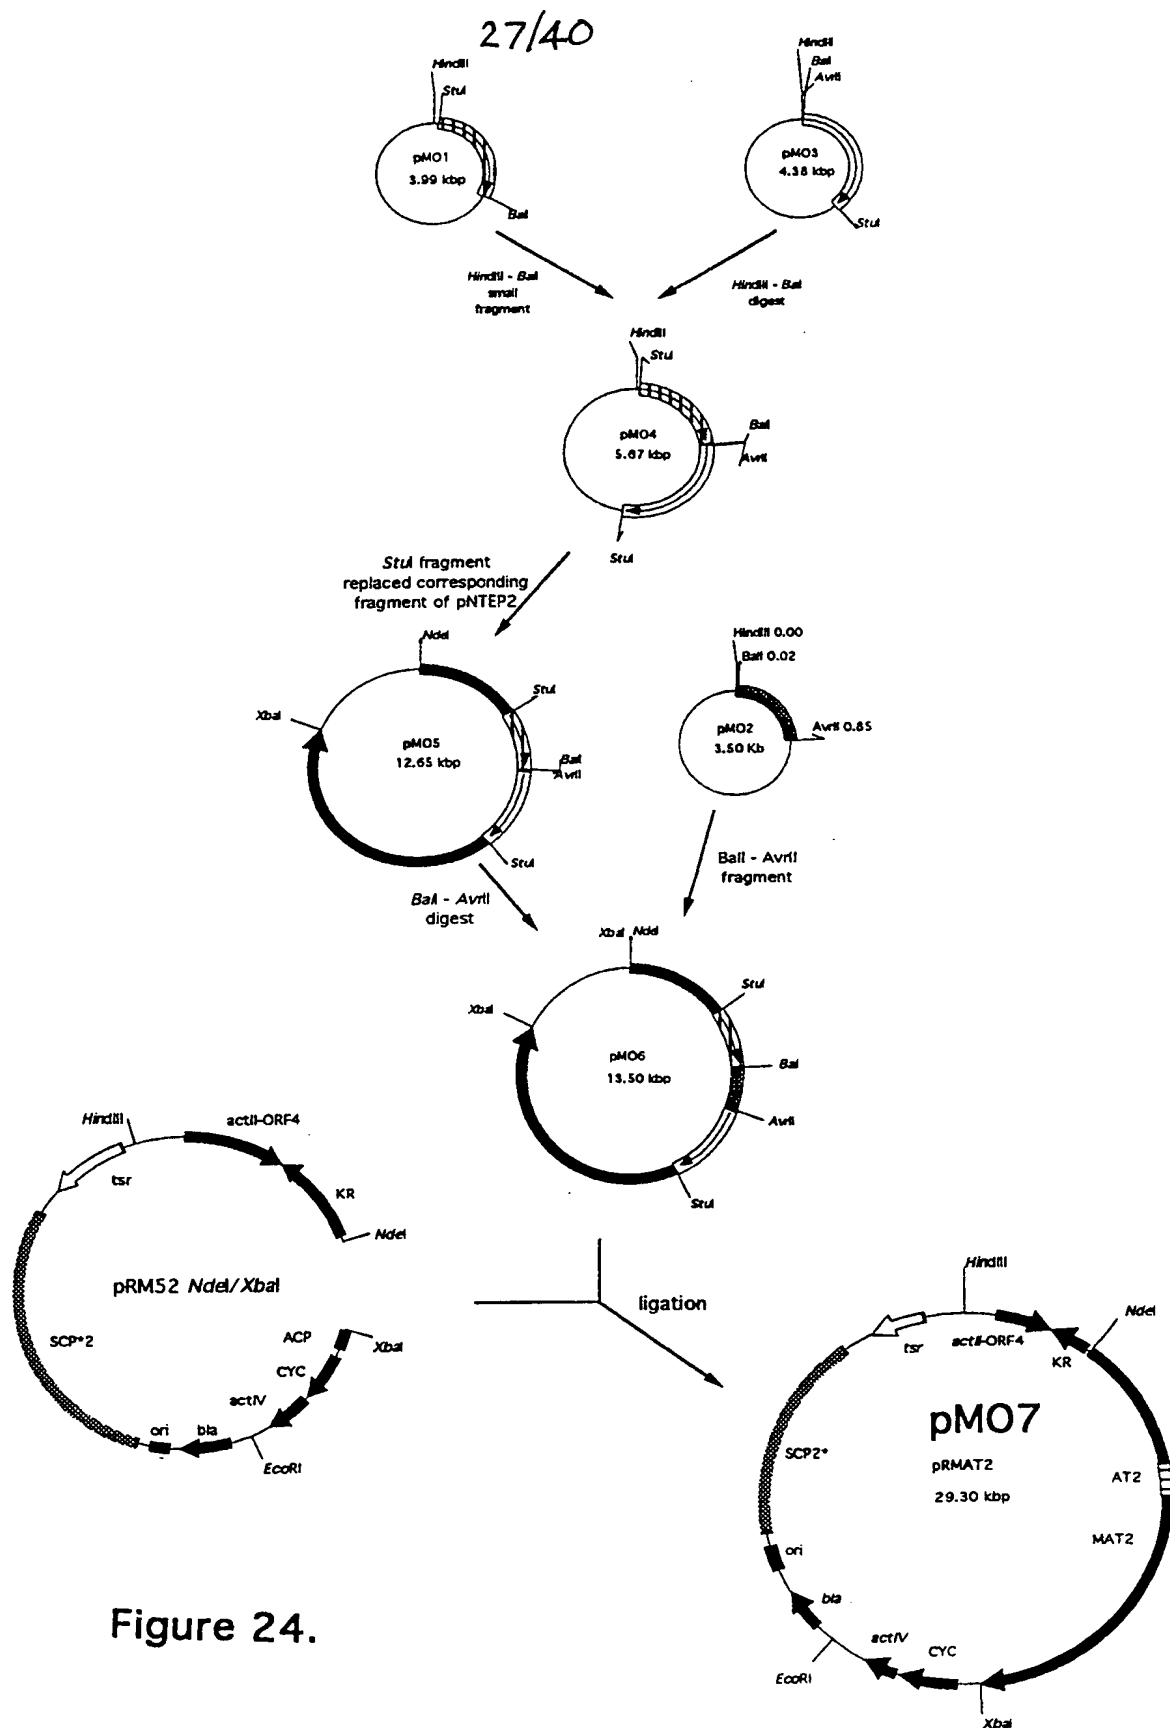 27/40
HindIII
StuI
pMO1
3.99 kbp
BalI
HindIII
BalI
AvrII
pMO3
4.38 kbp
StuI
HindIII - BalI
small
fragment
HindIII - BalI
digest
HindIII
StuI
pMO4
5.67 kbp
BalI
AvrII
StuI
StuI fragment
replaced corresponding
fragment of pNTEP2
NdeI
StuI
XbaI
pMO5
12.65 kbp
BalI
AvrII
StuI
HindIII 0.00
BalI 0.02
pMO2
3.50 Kb
AvrII 0.85
BalI - AvrII
digest
BalI - AvrII
fragment
XbaI NdeI
StuI
XbaI
pMO6
13.50 kbp
BalI
AvrII
StuI
HindIII
actII-ORF4
tsr
KR
NdeI
pRM52 NdeI/XbaI
SCP*2
ACP
XbaI
CYC
actIV
ori
bla
EcoRI
ligation
HindIII
NdeI
tsr
actII-ORF4
KR
pMO7
pRMAT2
29.30 kbp
SCP2*
AT2
MAT2
ori
bla
actIV
CYC
EcoRI
XbaI
Figure 24.